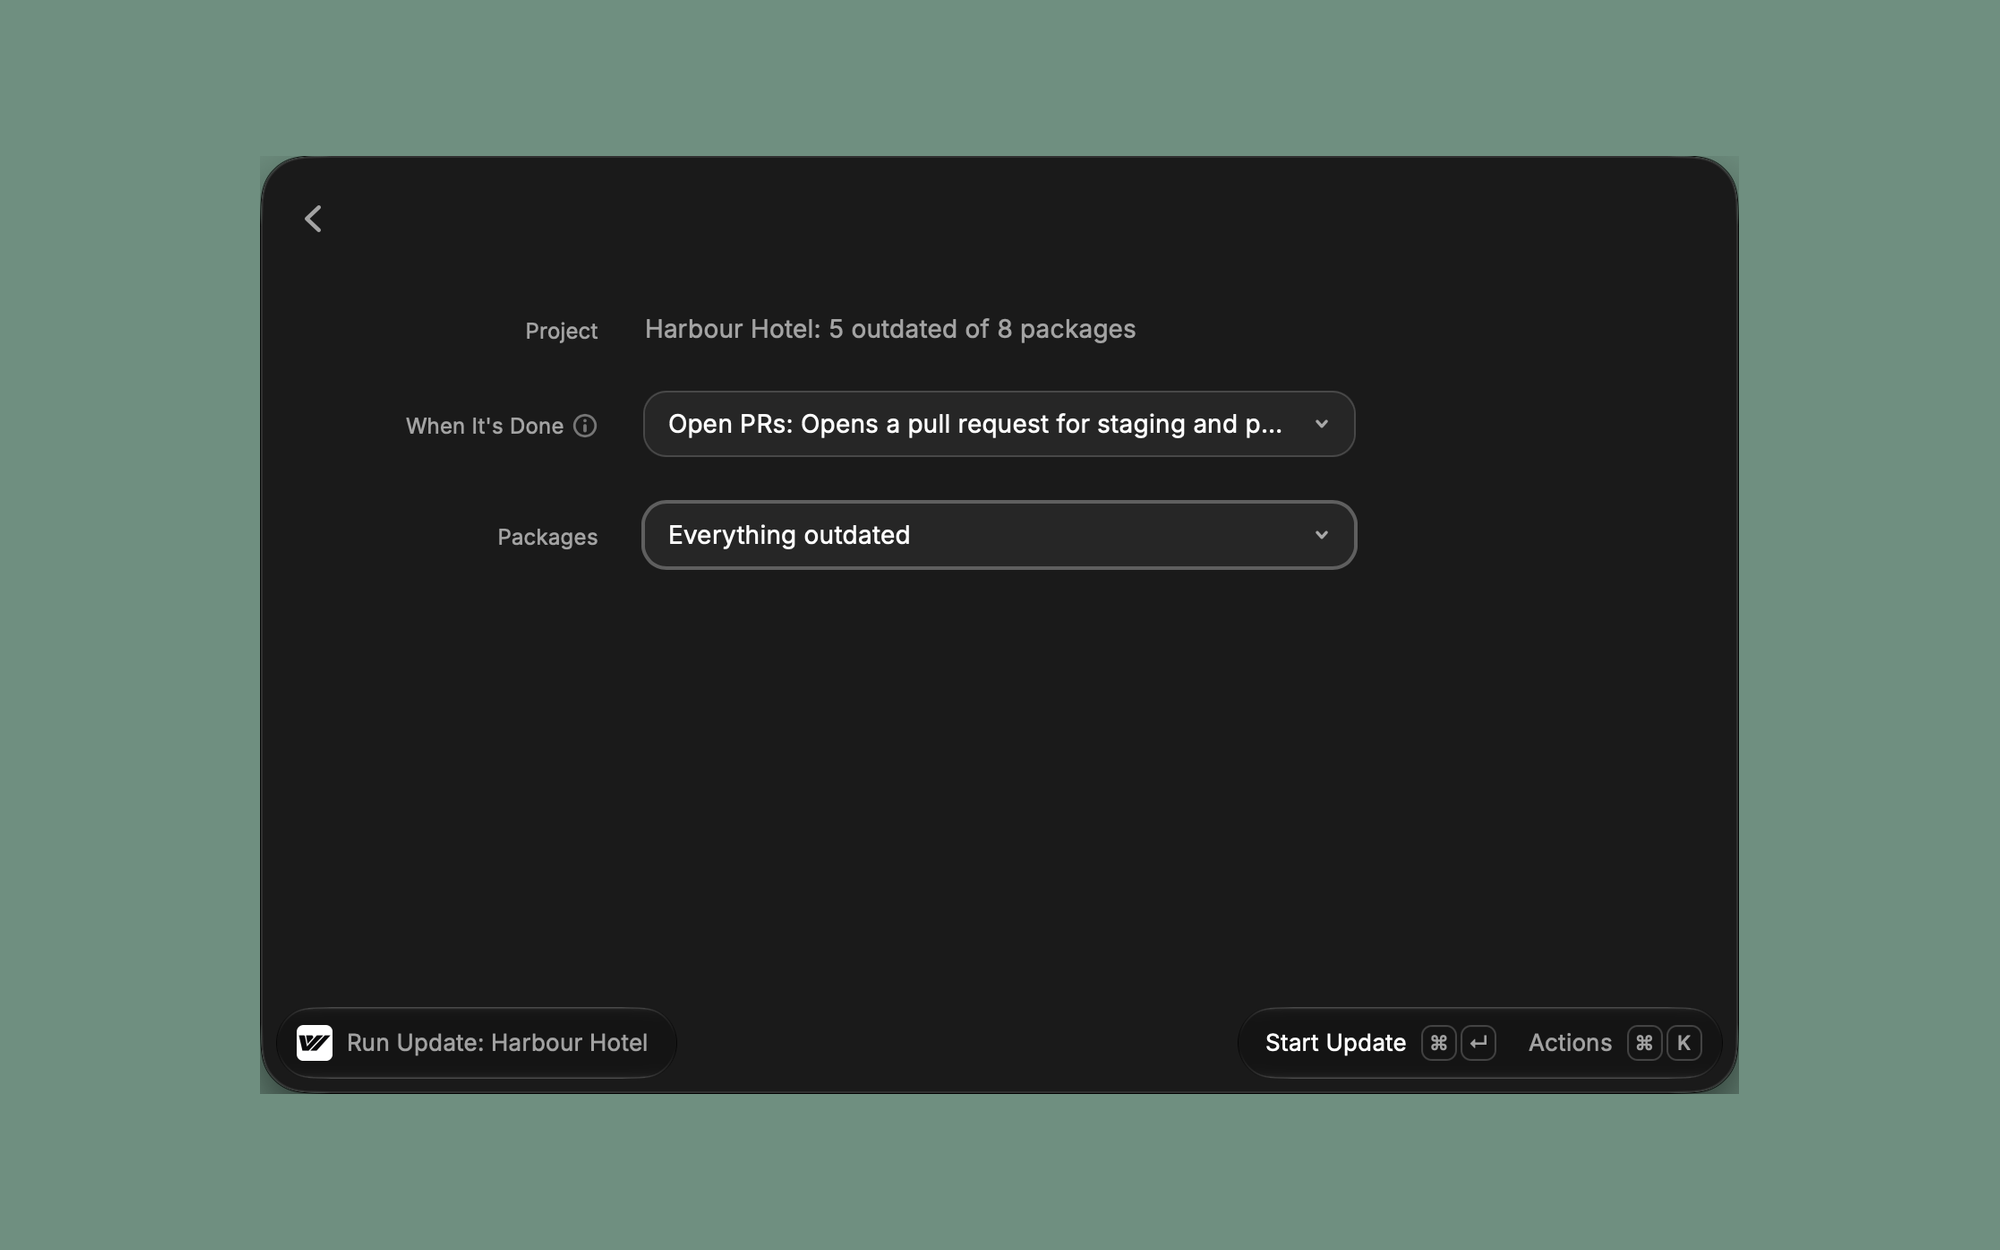 Project
Harbour Hotel: 5 outdated of 8 packages
When It's Done
Open PRs: Opens a pull request for staging and p...
Packages
Everything outdated
Run Update: Harbour Hotel
Start Update ⌘ ↵ Actions ⌘ K